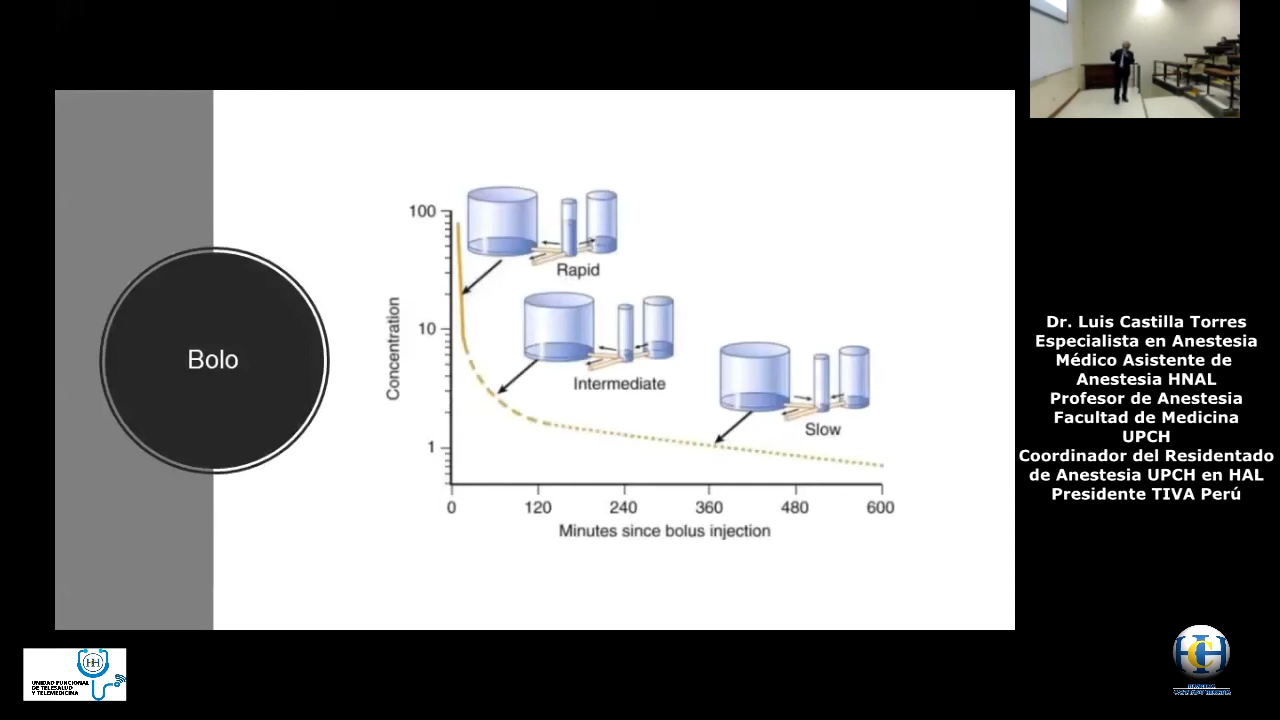 Bolo
100
10
1
Concentration
Rapid
Intermediate
Slow
0 120 240 360 480 600
Minutes since bolus injection
Dr. Luis Castilla Torres
Especialista en Anestesia
Médico Asistente de
Anestesia HNAL
Profesor de Anestesia
Facultad de Medicina
UPCH
Coordinador del Residentado
de Anestesia UPCH en HAL
Presidente TIVA Perú
UNIDAD FUNCIONAL
DE TELESALUD
Y TELEMEDICINA